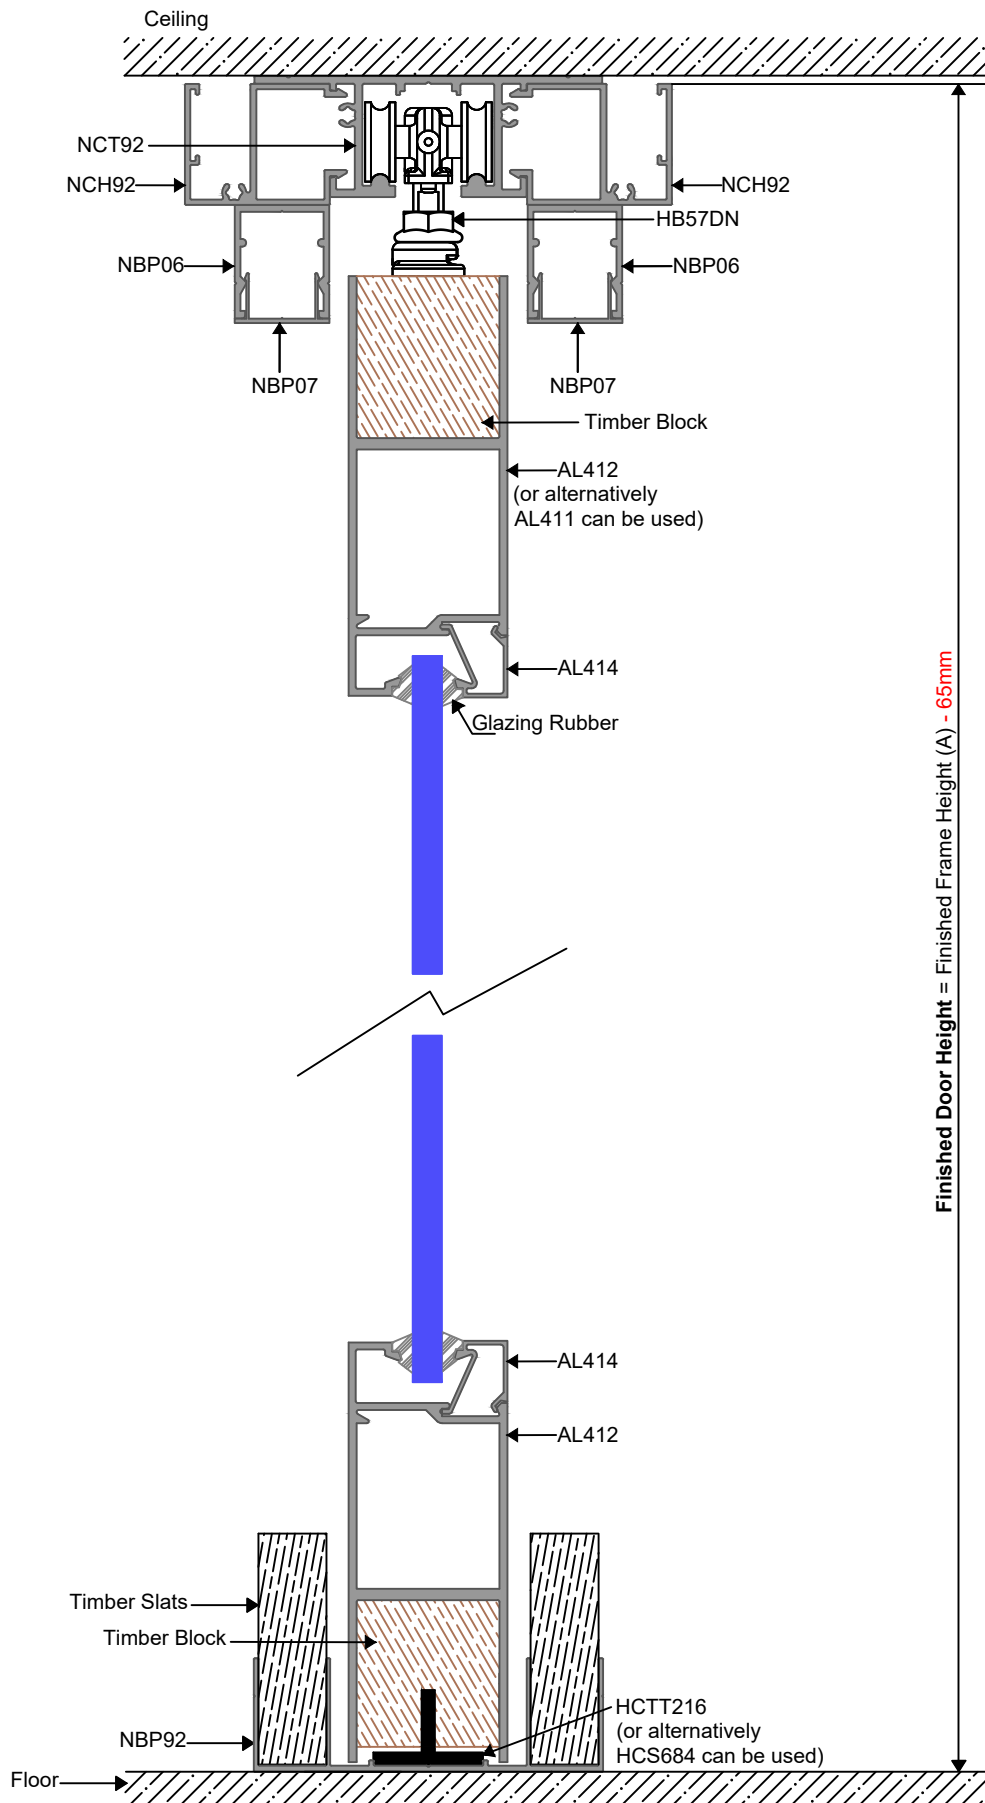 Ceiling
NCT92
NCH92
NCH92
HB57DN
NBP06
NBP06
NBP07
NBP07
Timber Block
AL412
(or alternatively
AL411 can be used)
AL414
Glazing Rubber
Finished Door Height = Finished Frame Height (A) - 65mm
AL414
AL412
Timber Slats
Timber Block
HCTT216
(or alternatively
HCS684 can be used)
NBP92
Floor